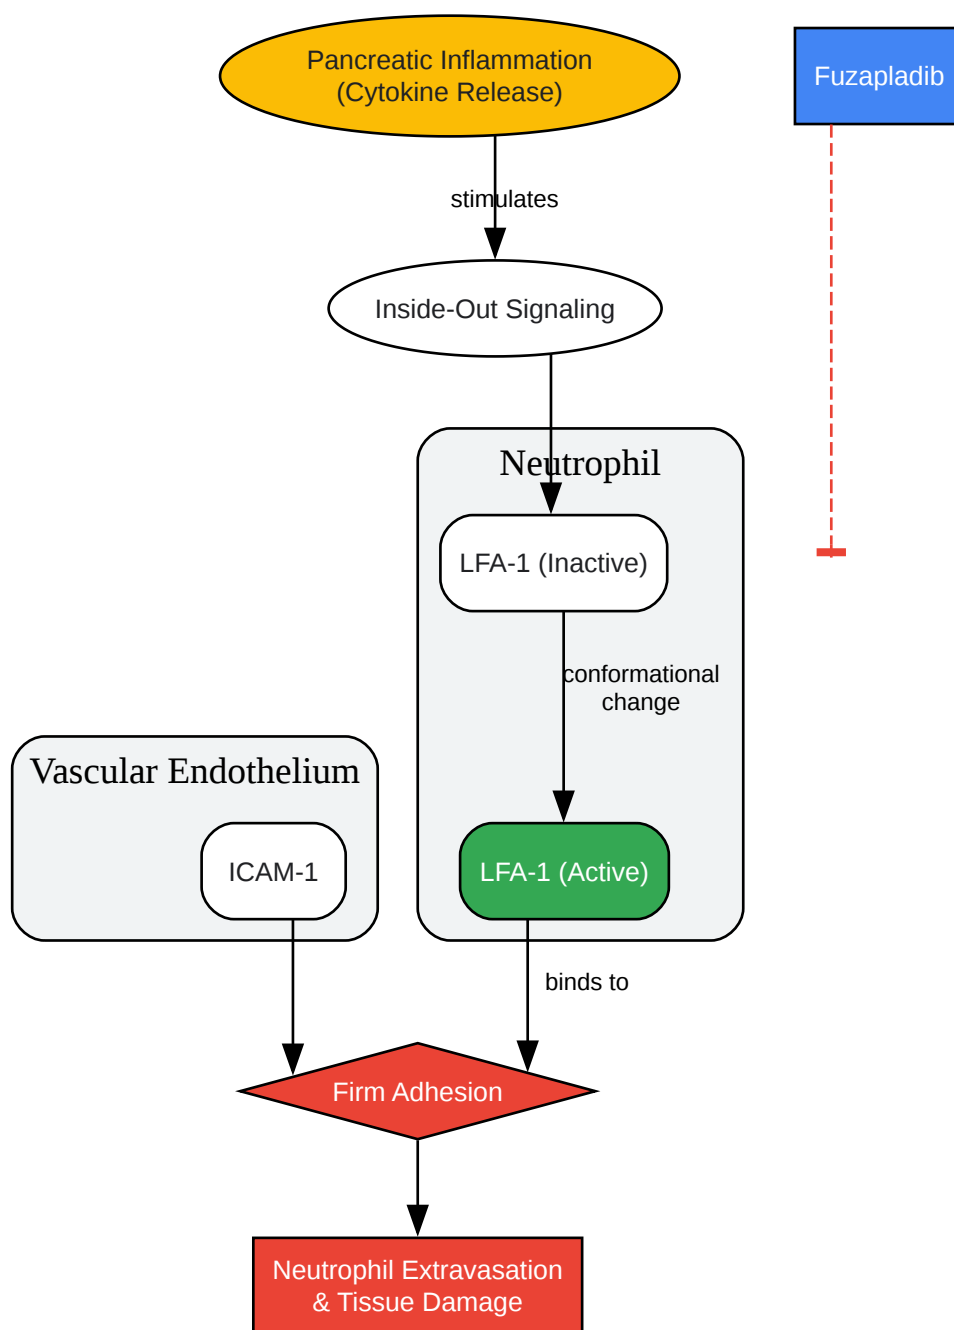 Pancreatic Inflammation
(Cytokine Release)
Fuzapladib
stimulates
Inside-Out Signaling
Neutrophil
LFA-1 (Inactive)
conformational
change
Vascular Endothelium
ICAM-1
LFA-1 (Active)
binds to
Firm Adhesion
Neutrophil Extravasation
& Tissue Damage